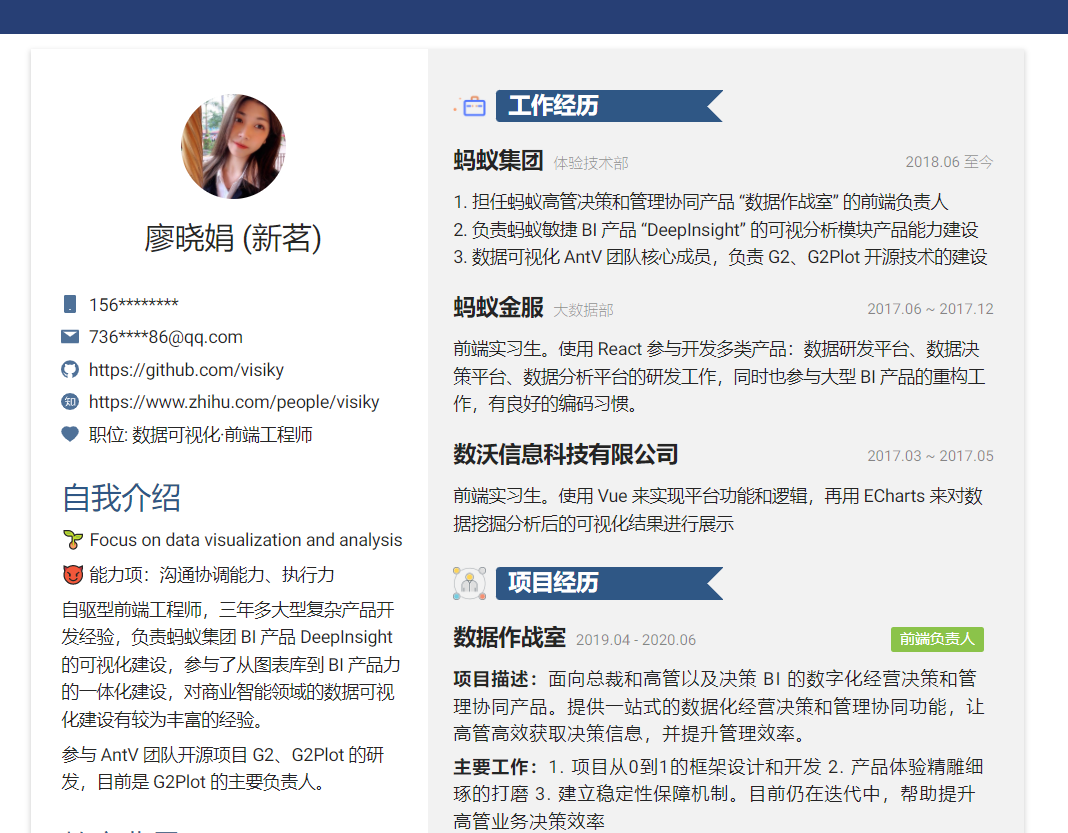 廖晓娟 (新茗)
156********
736****86@qq.com
https://github.com/visiky
知 https://www.zhihu.com/people/visiky
职位: 数据可视化·前端工程师
自我介绍
Focus on data visualization and analysis
能力项：沟通协调能力、执行力
自驱型前端工程师，三年多大型复杂产品开
发经验，负责蚂蚁集团 BI 产品 DeepInsight
的可视化建设，参与了从图表库到 BI 产品力
的一体化建设，对商业智能领域的数据可视
化建设有较为丰富的经验。
参与 AntV 团队开源项目 G2、G2Plot 的研
发，目前是 G2Plot 的主要负责人。
工作经历
蚂蚁集团 体验技术部 2018.06 至今
1. 担任蚂蚁高管决策和管理协同产品 “数据作战室” 的前端负责人
2. 负责蚂蚁敏捷 BI 产品 “DeepInsight” 的可视分析模块产品能力建设
3. 数据可视化 AntV 团队核心成员，负责 G2、G2Plot 开源技术的建设
蚂蚁金服 大数据部 2017.06 ~ 2017.12
前端实习生。使用 React 参与开发多类产品：数据研发平台、数据决
策平台、数据分析平台的研发工作，同时也参与大型 BI 产品的重构工
作，有良好的编码习惯。
数沃信息科技有限公司 2017.03 ~ 2017.05
前端实习生。使用 Vue 来实现平台功能和逻辑，再用 ECharts 来对数
据挖掘分析后的可视化结果进行展示
项目经历
数据作战室 2019.04 - 2020.06 前端负责人
项目描述：面向总裁和高管以及决策 BI 的数字化经营决策和管
理协同产品。提供一站式的数据化经营决策和管理协同功能，让
高管高效获取决策信息，并提升管理效率。
主要工作：1. 项目从0到1的框架设计和开发 2. 产品体验精雕细
琢的打磨 3. 建立稳定性保障机制。目前仍在迭代中，帮助提升
高管业务决策效率